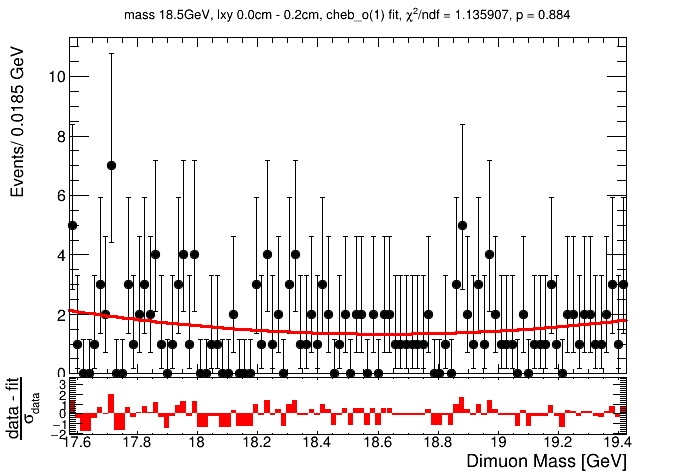 mass 18.5GeV, lxy 0.0cm - 0.2cm, cheb_o(1) fit, χ²/ndf = 1.135907, p = 0.884
Events/ 0.0185 GeV
10
8
6
4
2
0
data - fit
σdata
3
2
1
0
−1
−2
17.6 17.8 18 18.2 18.4 18.6 18.8 19 19.2 19.4
Dimuon Mass [GeV]